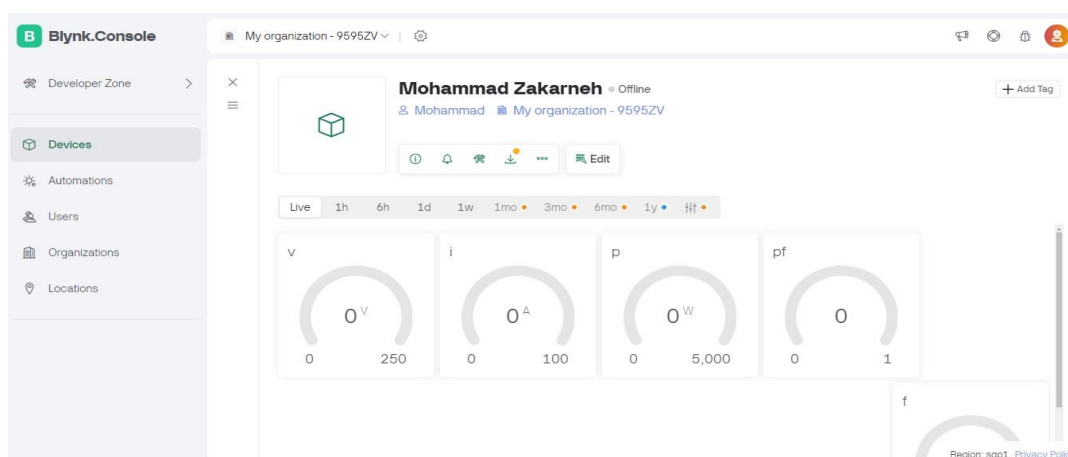 B Blynk.Console
My organization - 9595ZV
Developer Zone
Devices
Automations
Users
Organizations
Locations
Mohammad Zakarneh Offline
Mohammad My organization - 9595ZV
+ Add Tag
Edit
Live 1h 6h 1d 1w 1mo 3mo 6mo 1y
v
0 V
0 250
i
0 A
0 100
p
0 W
0 5,000
pf
0
0 1
f
Region: sgp1 Privacy Polic